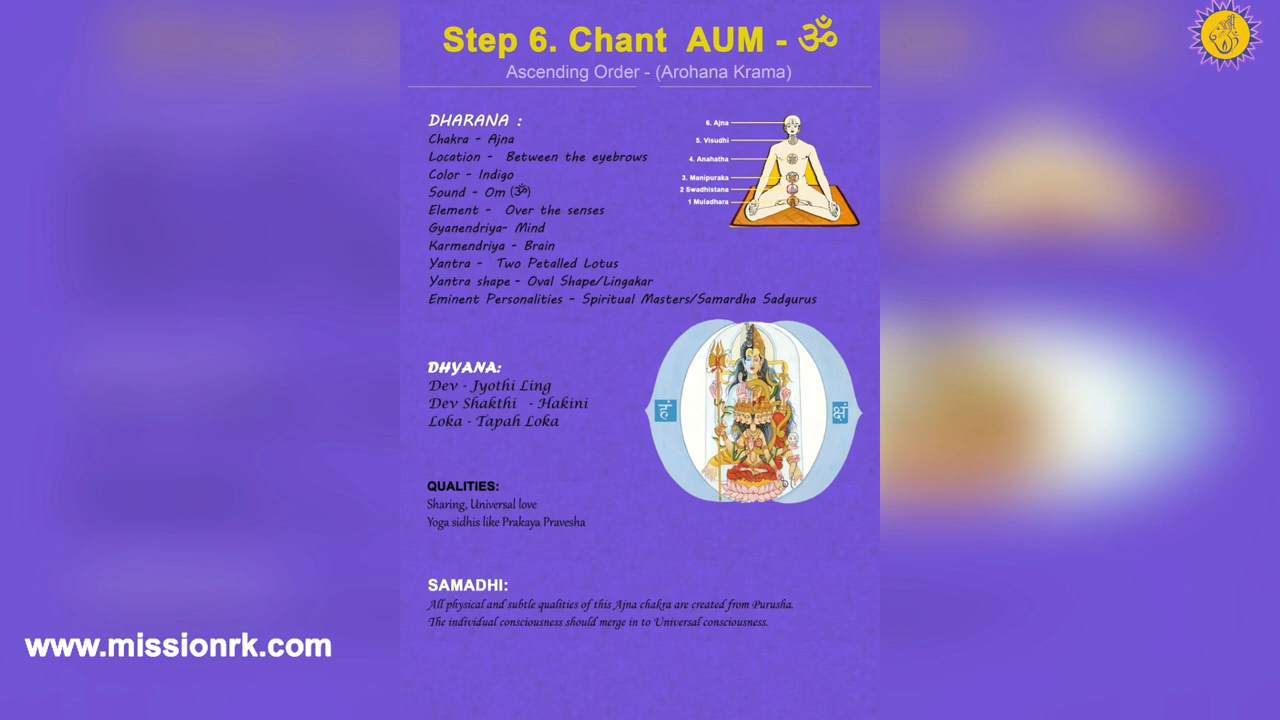 Step 6. Chant AUM - ॐ
Ascending Order - (Arohana Krama)
DHARANA :
Chakra - Ajna
Location - Between the eyebrows
Color - Indigo
Sound - Om (ॐ)
Element - Over the senses
Gyanendriya- Mind
Karmendriya - Brain
Yantra - Two Petalled Lotus
Yantra shape - Oval Shape/Lingakar
Eminent Personalities - Spiritual Masters/Samardha Sadgurus
6. Ajna
5. Visudhi
4. Anahatha
3. Manipuraka
2 Swadhistana
1 Muladhara
DHYANA:
Dev - Jyothi Ling
Dev Shakthi - Hakini
Loka - Tapah Loka
हं
क्षं
QUALITIES:
Sharing, Universal love
Yoga sidhis like Prakaya Pravesha
SAMADHI:
All physical and subtle qualities of this Ajna chakra are created from Purusha.
The individual consciousness should merge in to Universal consciousness.
www.missionrk.com